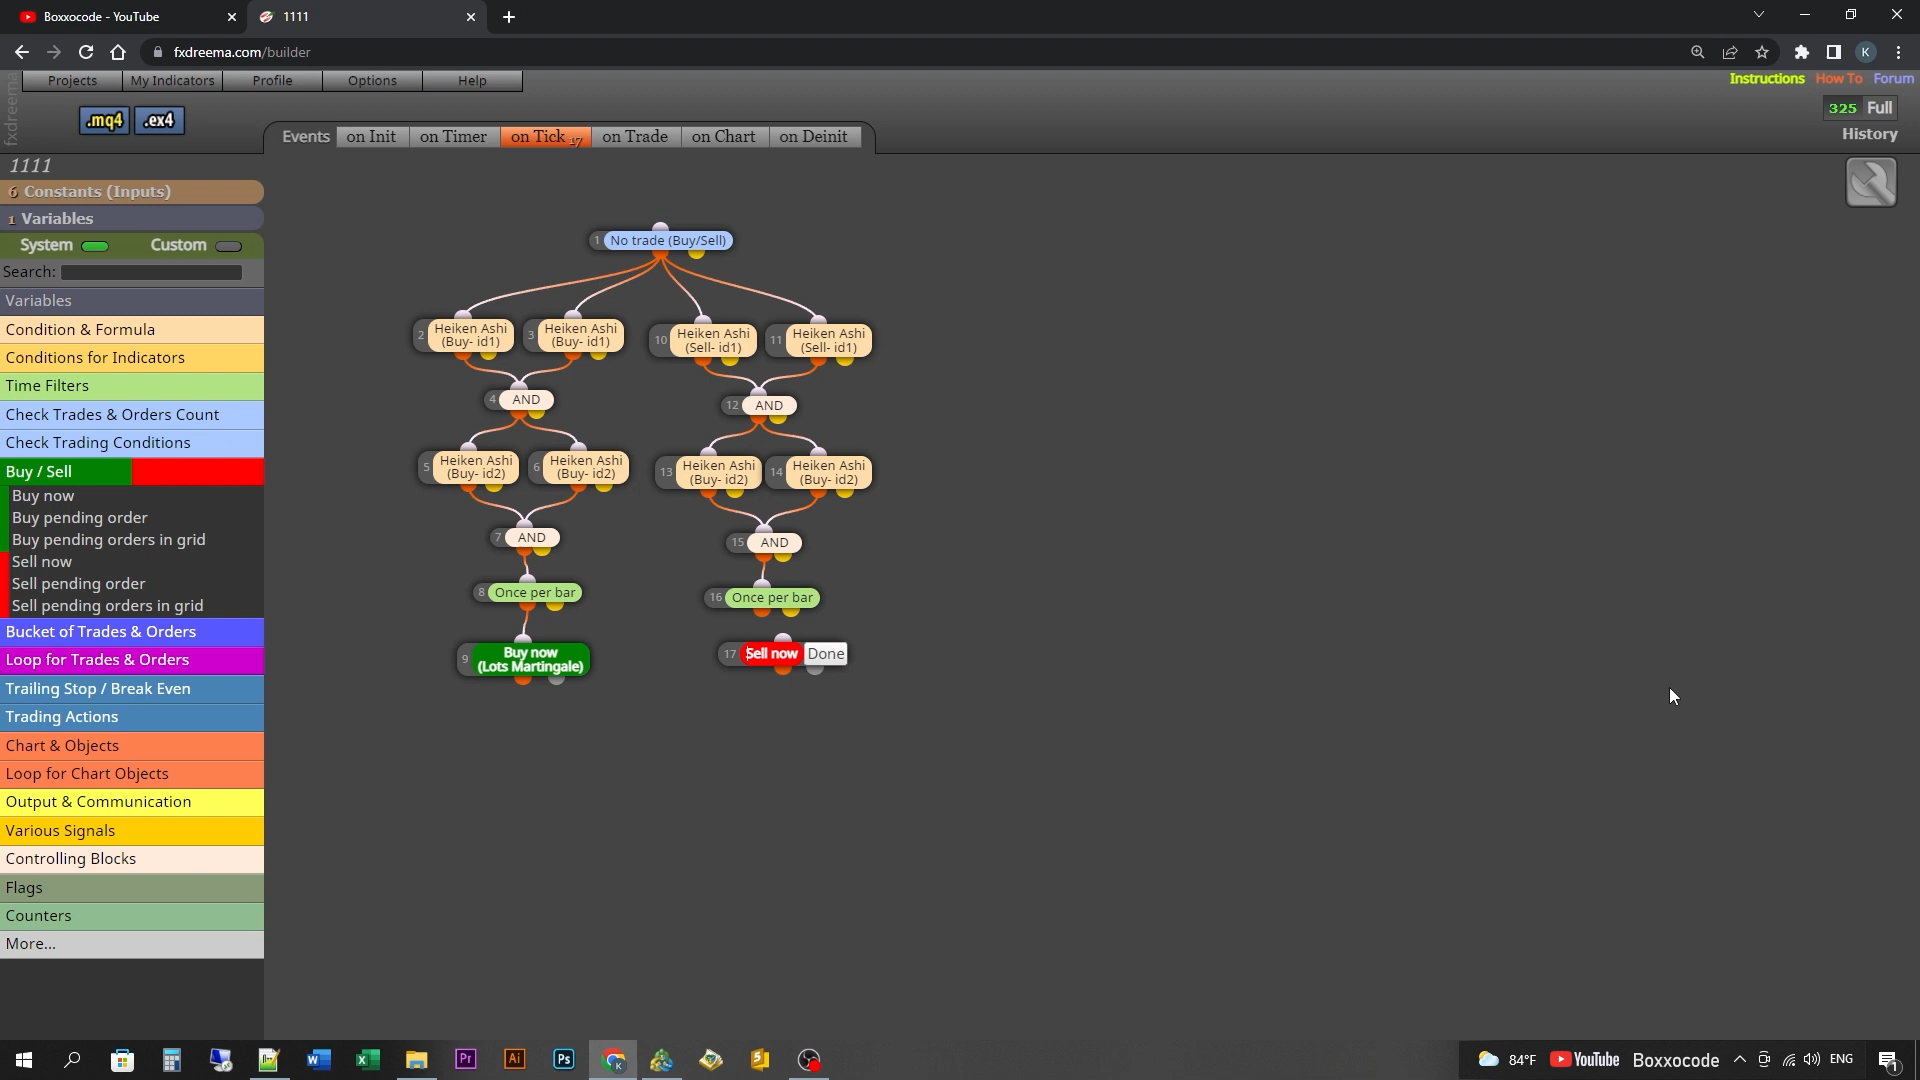 Boxxocode - YouTube
1111
fxdreema.com/builder
Projects
My Indicators
Profile
Options
Help
Instructions
How To
Forum
fxdreema
.mq4
.ex4
325
Full
History
Events
on Init
on Timer
on Tick 17
on Trade
on Chart
on Deinit
1111
6 Constants (Inputs)
1 Variables
System
Custom
Search:
Variables
Condition & Formula
Conditions for Indicators
Time Filters
Check Trades & Orders Count
Check Trading Conditions
Buy / Sell
Buy now
Buy pending order
Buy pending orders in grid
Sell now
Sell pending order
Sell pending orders in grid
Bucket of Trades & Orders
Loop for Trades & Orders
Trailing Stop / Break Even
Trading Actions
Chart & Objects
Loop for Chart Objects
Output & Communication
Various Signals
Controlling Blocks
Flags
Counters
More...
1 No trade (Buy/Sell)
2 Heiken Ashi
(Buy- id1)
3 Heiken Ashi
(Buy- id1)
10 Heiken Ashi
(Sell- id1)
11 Heiken Ashi
(Sell- id1)
4 AND
12 AND
5 Heiken Ashi
(Buy- id2)
6 Heiken Ashi
(Buy- id2)
13 Heiken Ashi
(Buy- id2)
14 Heiken Ashi
(Buy- id2)
7 AND
15 AND
8 Once per bar
16 Once per bar
9 Buy now
(Lots Martingale)
17 Sell now
Done
K
W
X
Pr
Ai
Ps
K
5
84°F
YouTube
Boxxocode
ENG
1